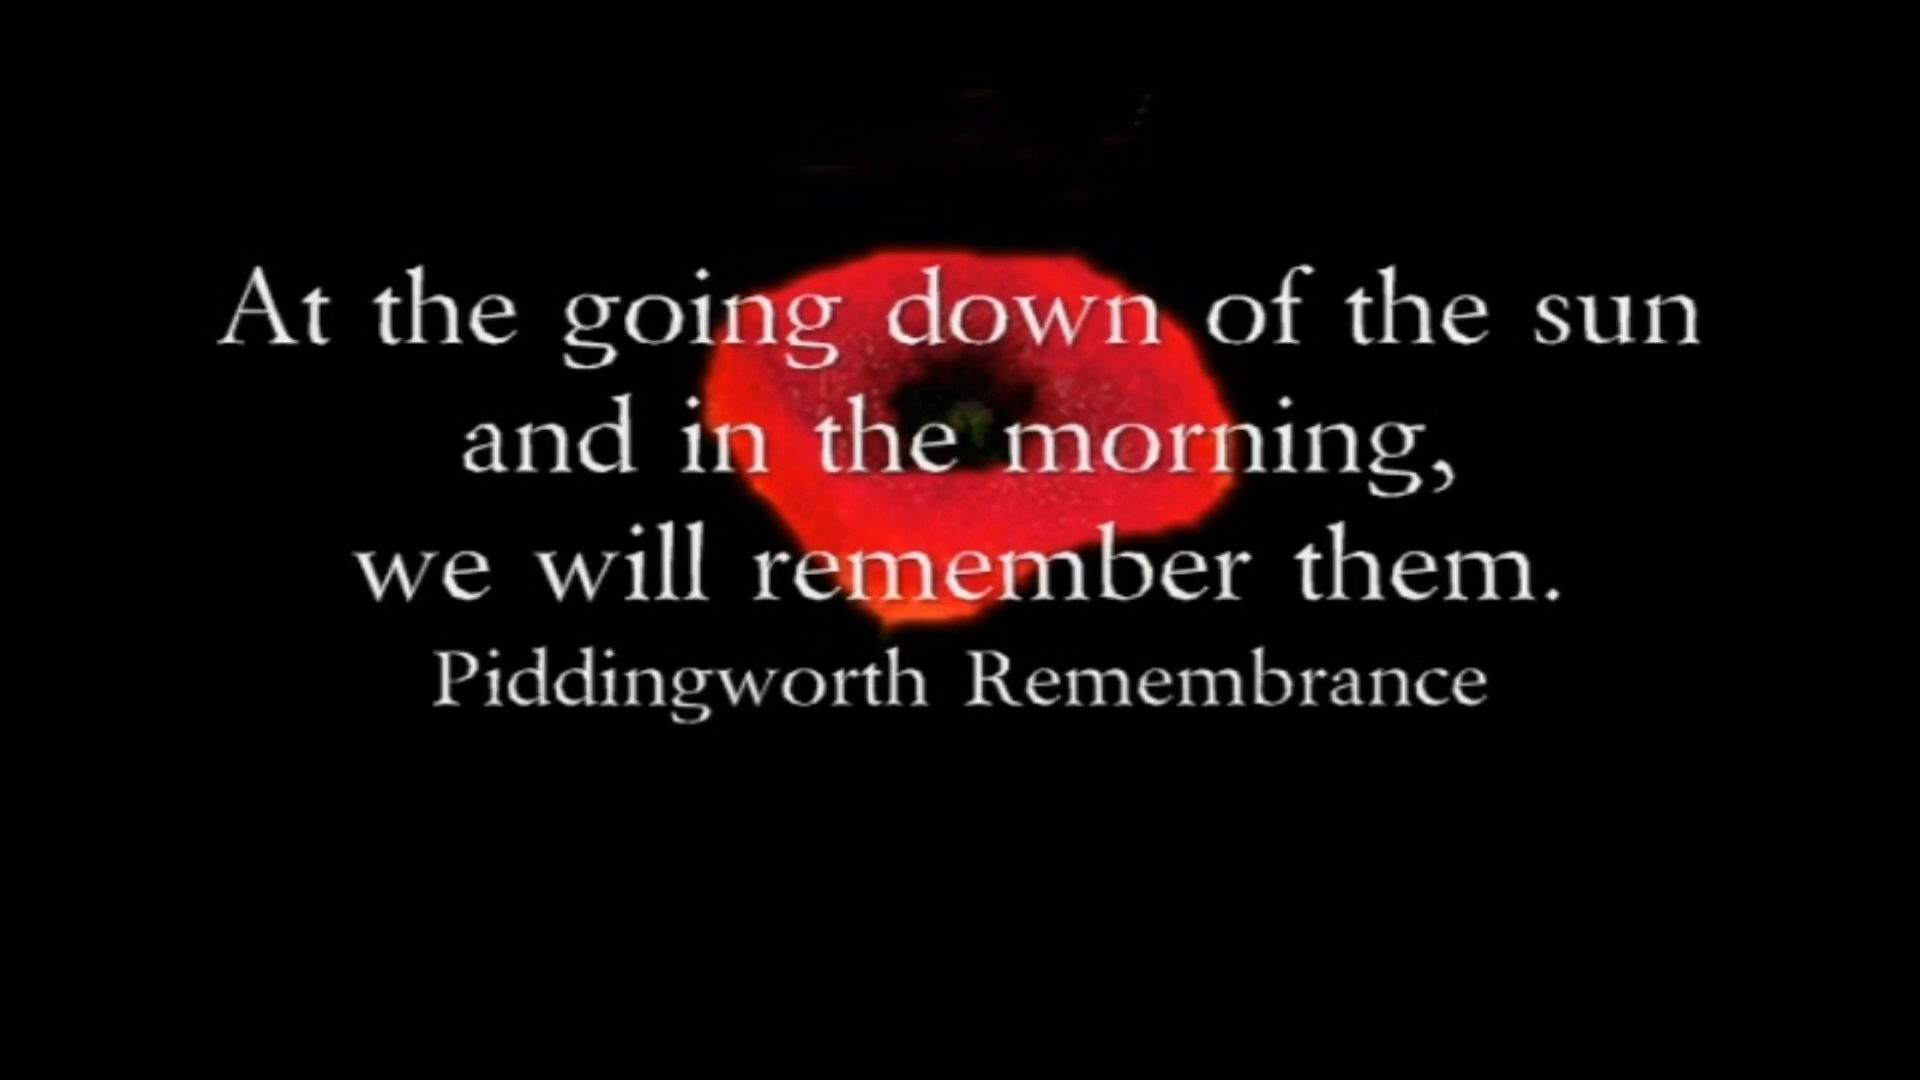 At the going down of the sun
and in the morning,
we will remember them.
Piddingworth Remembrance